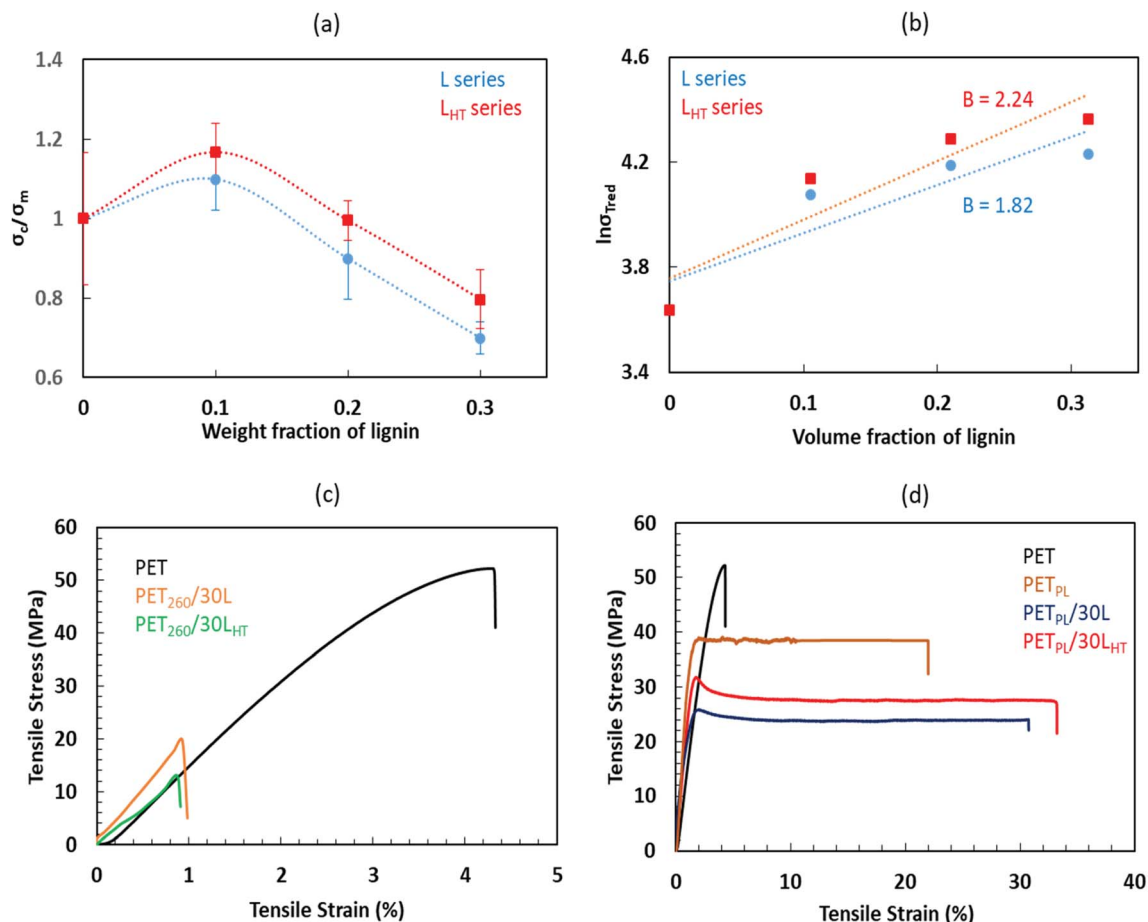 (a)
1.4
1.2
1
0.8
0.6
σc/σm
L series
LHT series
0
0.1
0.2
0.3
Weight fraction of lignin
(b)
4.6
4.2
3.8
3.4
lnσTred
L series
LHT series
B = 2.24
B = 1.82
0
0.1
0.2
0.3
Volume fraction of lignin
(c)
60
50
40
30
20
10
0
Tensile Stress (MPa)
PET
PET260/30L
PET260/30LHT
0
1
2
3
4
5
Tensile Strain (%)
(d)
60
50
40
30
20
10
0
Tensile Stress (MPa)
PET
PETPL
PETPL/30L
PETPL/30LHT
0
10
20
30
40
Tensile Strain (%)